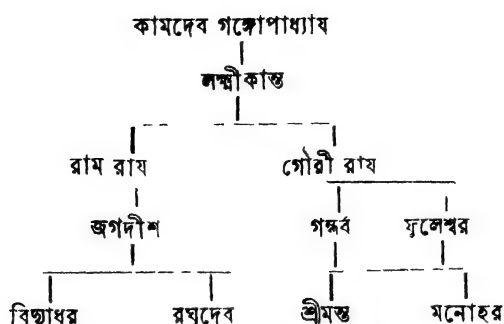 কামদেব গঙ্গোপাধ্যায
লক্ষ্মীকান্ত
রাম রায গৌরী রায
জগদীশ গন্ধর্ব ফুলেশ্বর
বিদ্যাধর রঘুদেব শ্রীমন্ত মনোহর